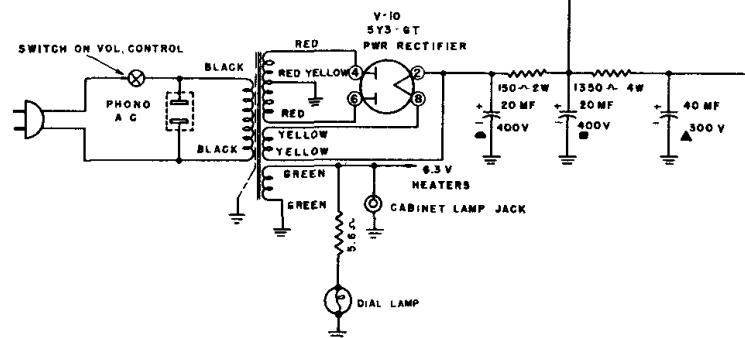 V-10
5Y3-GT
PWR RECTIFIER
SWITCH ON VOL. CONTROL
BLACK
RED
RED YELLOW
RED
4
6
2
8
PHONO
A C
BLACK
YELLOW
YELLOW
GREEN
GREEN
6.3 V
HEATERS
CABINET LAMP JACK
5.6Ω
DIAL LAMP
150 2W
1350 4W
+
20 MF
-
400V
+
20 MF
-
400V
+
40 MF
-
300 V